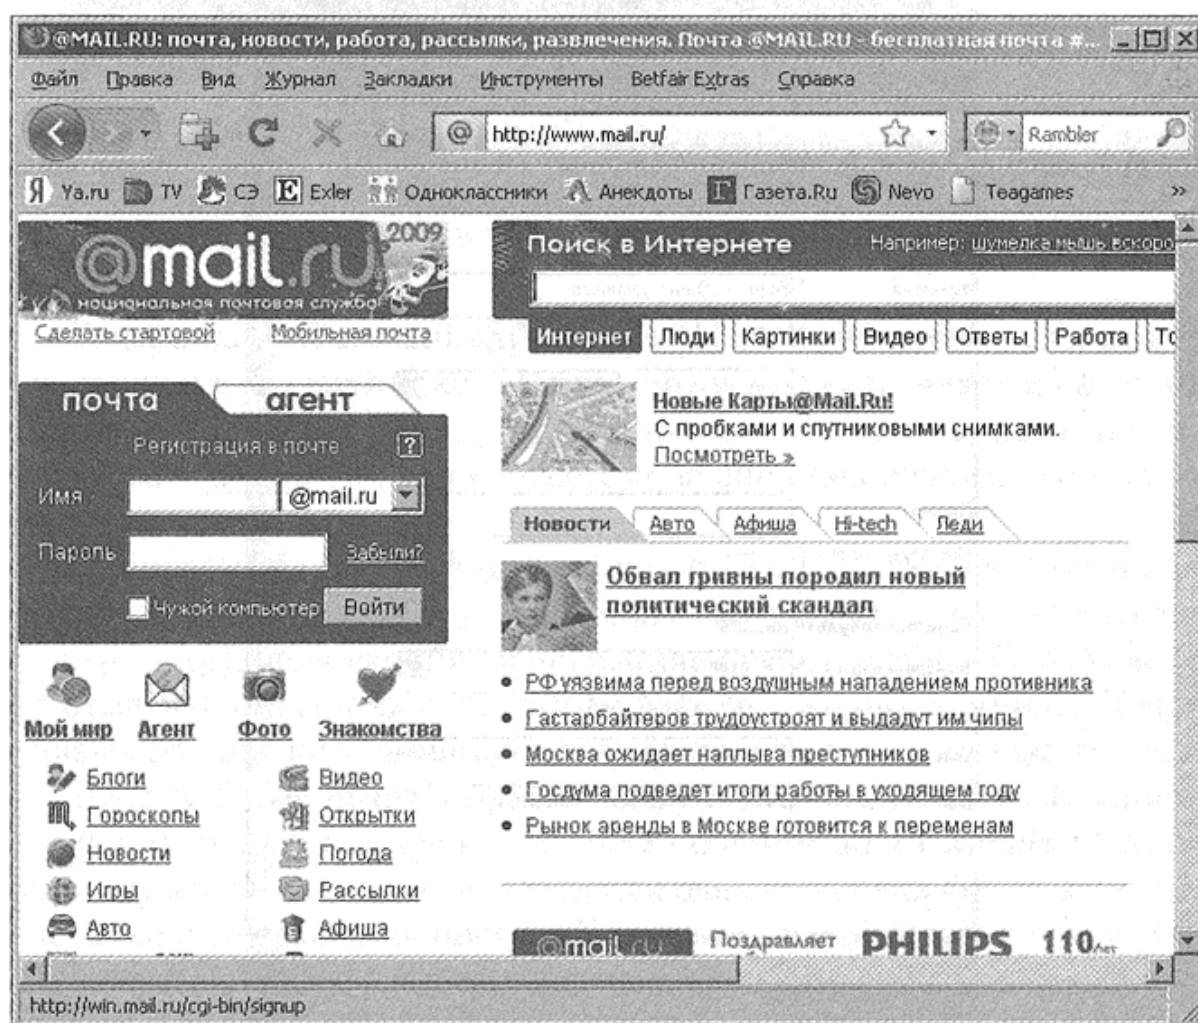 @MAIL.RU: почта, новости, работа, рассылки, развлечения. Почта @MAIL.RU - бесплатная почта #...
Файл Правка Вид Журнал Закладки Инструменты Betfair Extras Справка
http://www.mail.ru/ Rambler
Ya.ru TV СЭ Exler Одноклассники Анекдоты Газета.Ru Nevo Teagames »
@mail.ru 2009
национальная почтовая служба
Сделать стартовой Мобильная почта
Поиск в Интернете Например: шумелка мышь вскоро
Интернет Люди Картинки Видео Ответы Работа То
почта агент
Регистрация в почте ?
Имя @mail.ru
Пароль Забыли?
Чужой компьютер Войти
Новые Карты@Mail.Ru!
С пробками и спутниковыми снимками.
Посмотреть »
Новости Авто Афиша Hi-tech Леди
Обвал гривны породил новый
политический скандал
РФ уязвима перед воздушным нападением противника
Гастарбайтеров трудоустроят и выдадут им чипы
Москва ожидает наплыва преступников
Госдума подведет итоги работы в уходящем году
Рынок аренды в Москве готовится к переменам
Мой мир Агент Фото Знакомства
Блоги Видео
Гороскопы Открытки
Новости Погода
Игры Рассылки
Авто Афиша
@mail.ru Поздравляет PHILIPS 110 лет
http://win.mail.ru/cgi-bin/signup